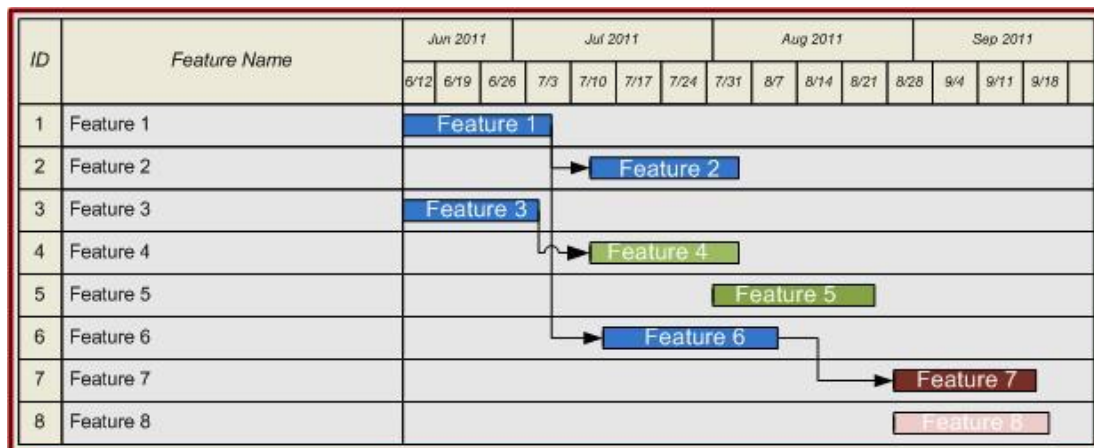 ID Feature Name Jun 2011 Jul 2011 Aug 2011 Sep 2011
6/12 6/19 6/26 7/3 7/10 7/17 7/24 7/31 8/7 8/14 8/21 8/28 9/4 9/11 9/18
1 Feature 1 Feature 1
2 Feature 2 Feature 2
3 Feature 3 Feature 3
4 Feature 4 Feature 4
5 Feature 5 Feature 5
6 Feature 6 Feature 6
7 Feature 7 Feature 7
8 Feature 8 Feature 8